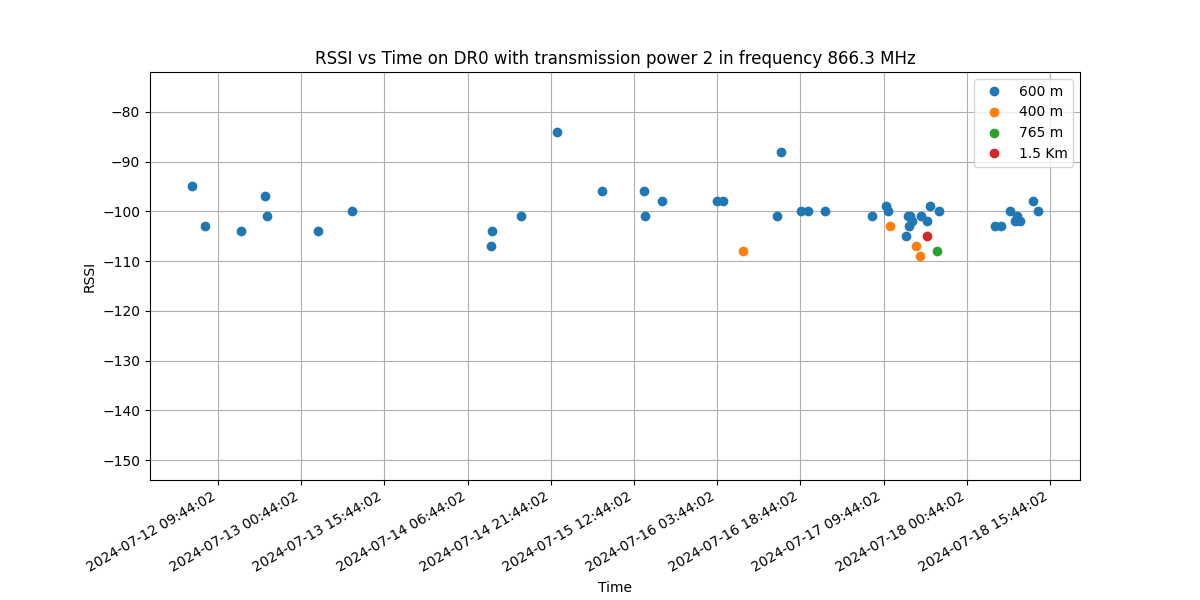 RSSI vs Time on DR0 with transmission power 2 in frequency 866.3 MHz
600 m
400 m
765 m
1.5 Km
RSSI
−80
−90
−100
−110
−120
−130
−140
−150
2024-07-12 09:44:02
2024-07-13 00:44:02
2024-07-13 15:44:02
2024-07-14 06:44:02
2024-07-14 21:44:02
2024-07-15 12:44:02
2024-07-16 03:44:02
2024-07-16 18:44:02
2024-07-17 09:44:02
2024-07-18 00:44:02
2024-07-18 15:44:02
Time